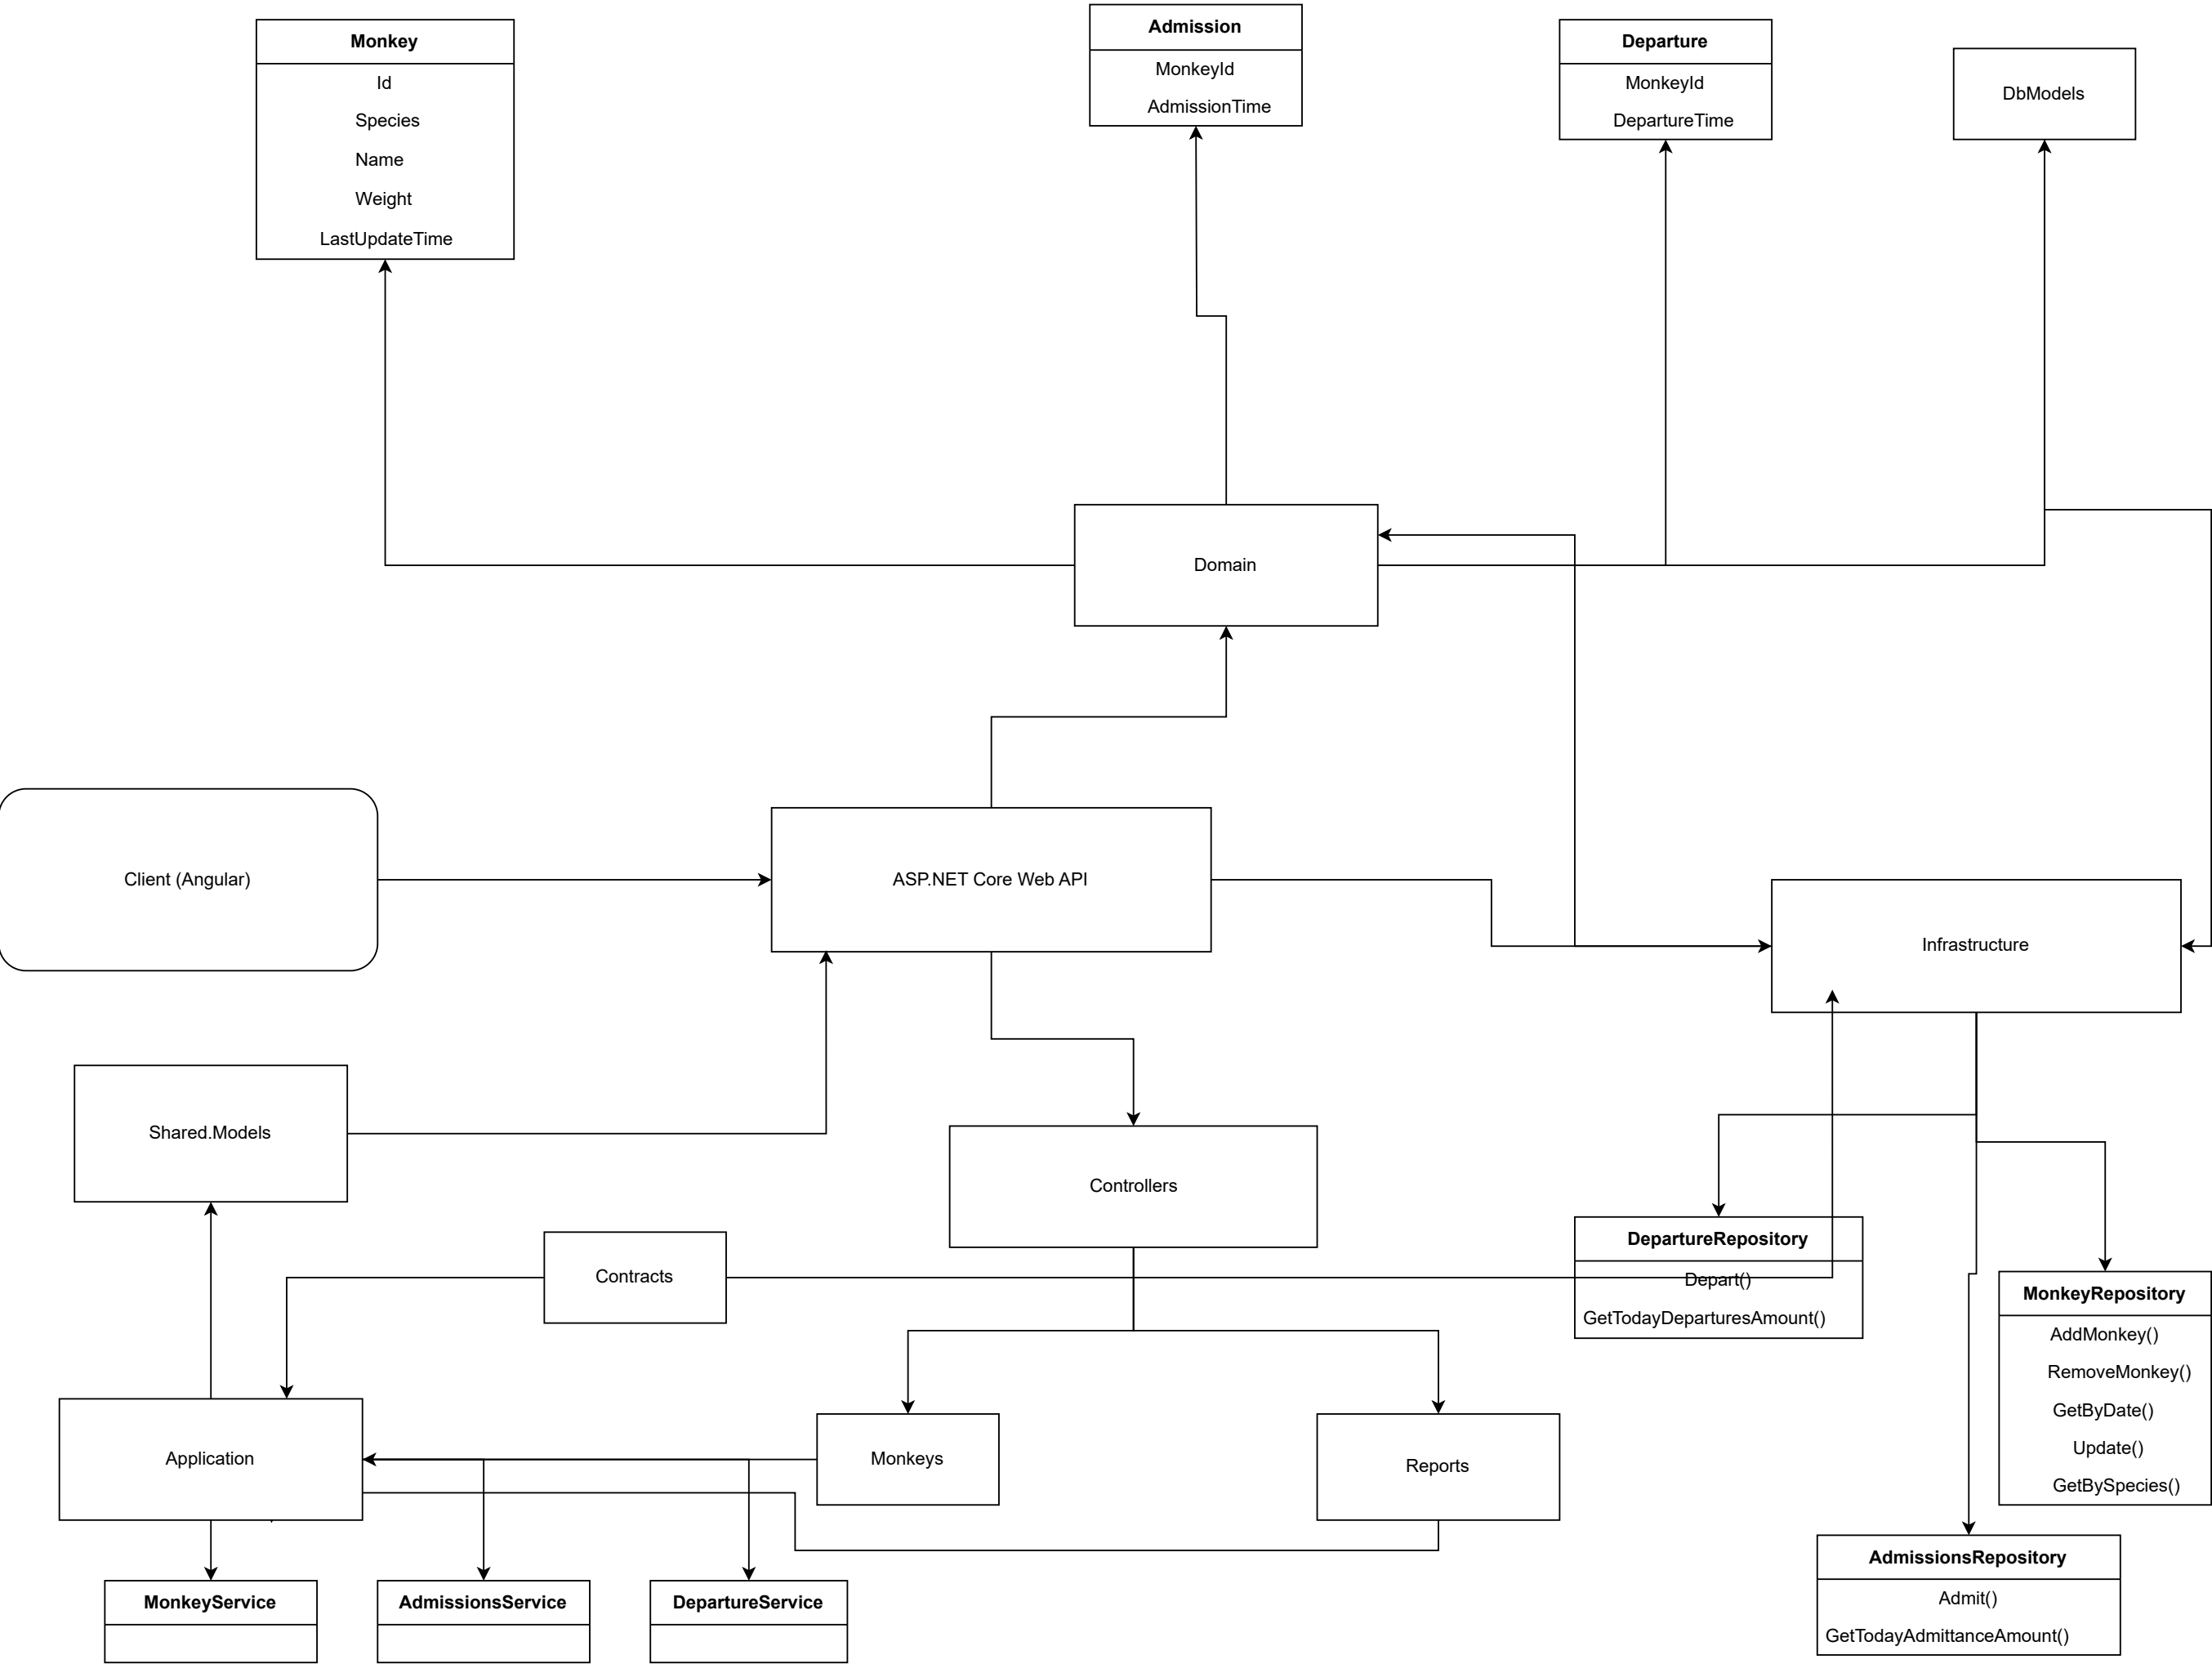 Monkey
Id
Species
Name
Weight
LastUpdateTime
Admission
MonkeyId
AdmissionTime
Departure
MonkeyId
DepartureTime
DbModels
Domain
Client (Angular)
ASP.NET Core Web API
Infrastructure
Shared.Models
Controllers
Contracts
DepartureRepository
Depart()
GetTodayDeparturesAmount()
MonkeyRepository
AddMonkey()
RemoveMonkey()
GetByDate()
Update()
GetBySpecies()
Application
Monkeys
Reports
AdmissionsRepository
Admit()
GetTodayAdmittanceAmount()
MonkeyService
AdmissionsService
DepartureService